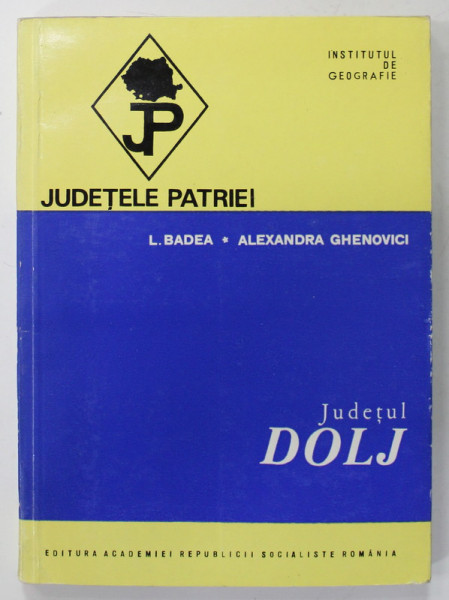 INSTITUTUL
DE
GEOGRAFIE
JP
JUDEȚELE PATRIEI
L. BADEA * ALEXANDRA GHENOVICI
Județul
DOLJ
EDITURA ACADEMIEI REPUBLICII SOCIALISTE ROMÂNIA